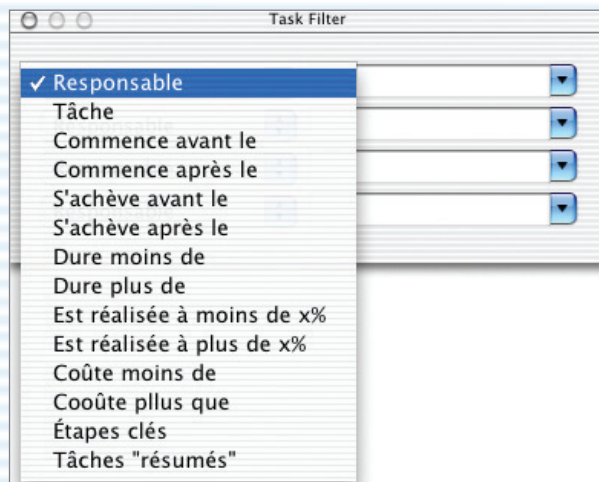 Task Filter
✓ Responsable
Tâche
Commence avant le
Commence après le
S'achève avant le
S'achève après le
Dure moins de
Dure plus de
Est réalisée à moins de x%
Est réalisée à plus de x%
Coûte moins de
Cooûte pllus que
Étapes clés
Tâches "résumés"